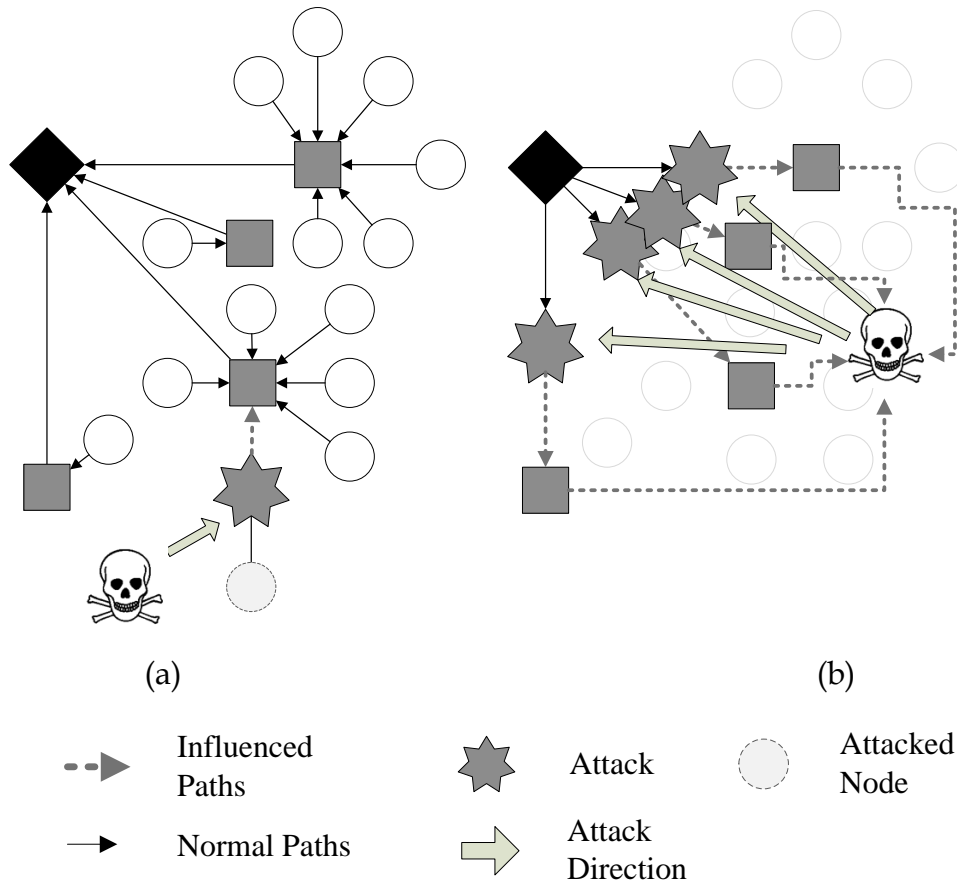 (a)
(b)
Influenced
Paths
Attack
Attacked
Node
Normal Paths
Attack
Direction